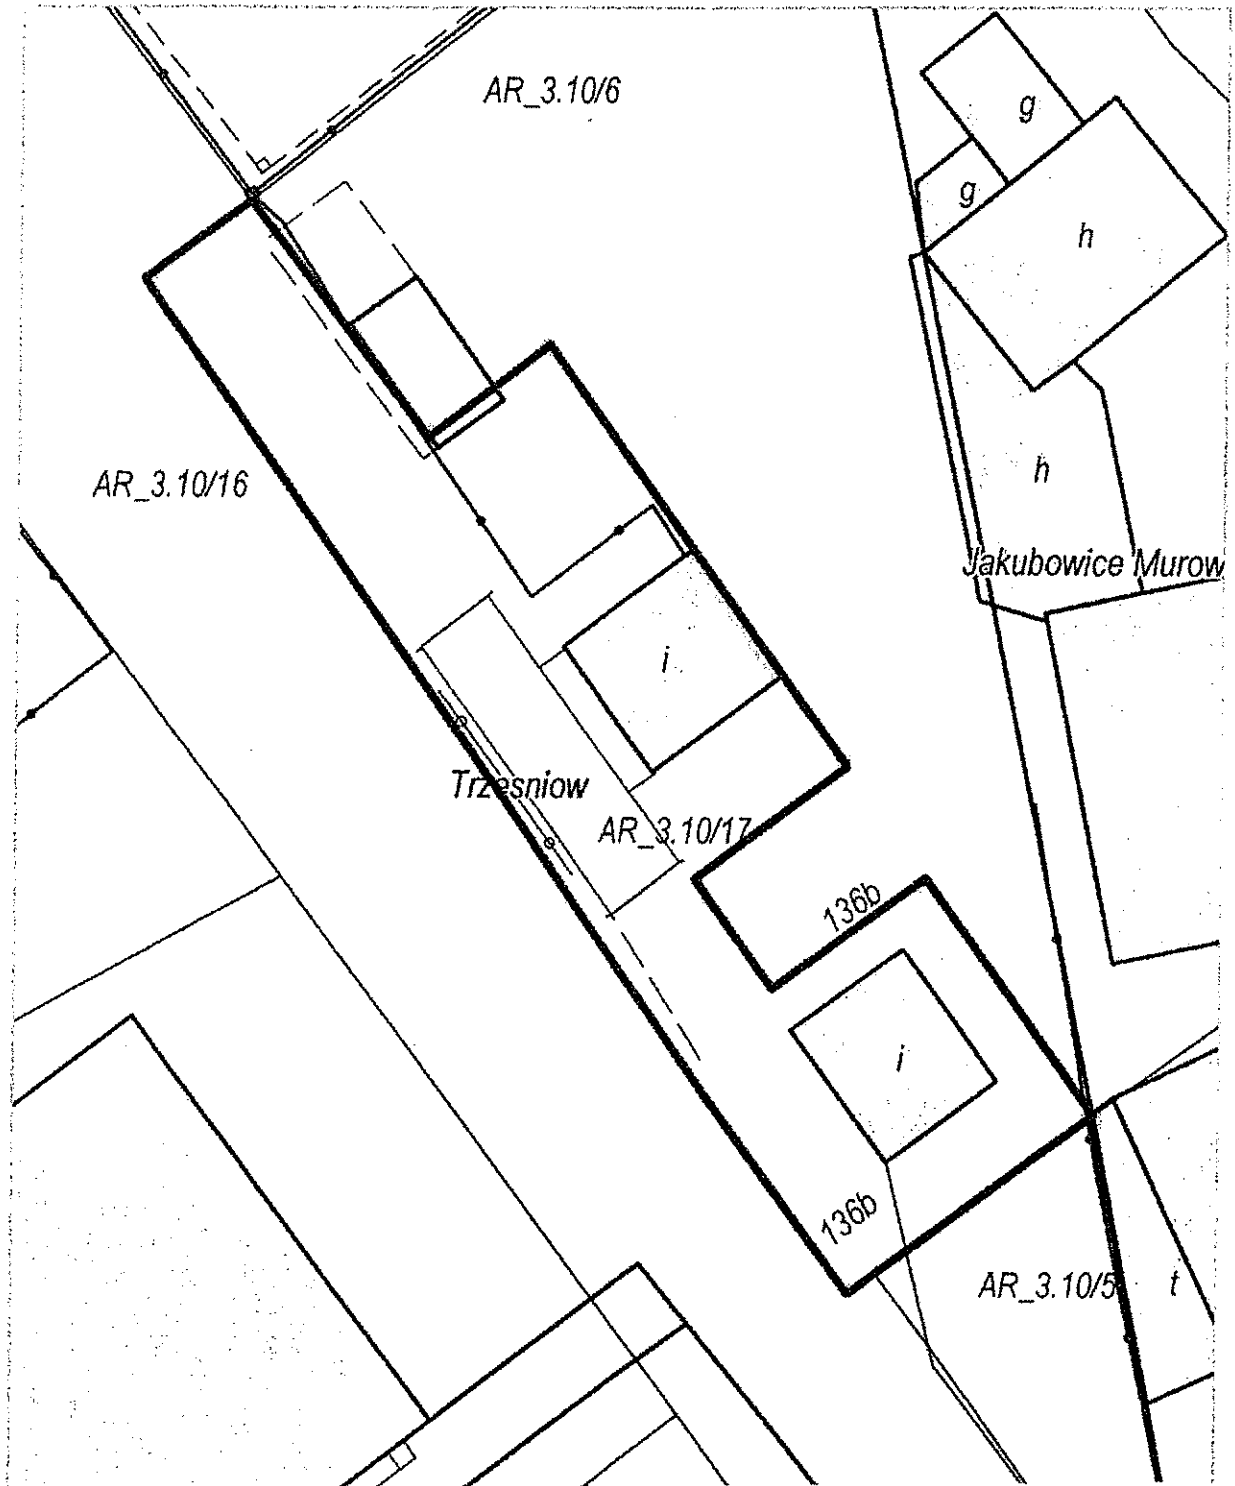 AR_3.10/6
g
g
h
AR_3.10/16
h
Jakubowice Murow
i
Trzesniow
AR_3.10/17
136b
i
136b
AR_3.10/5
t